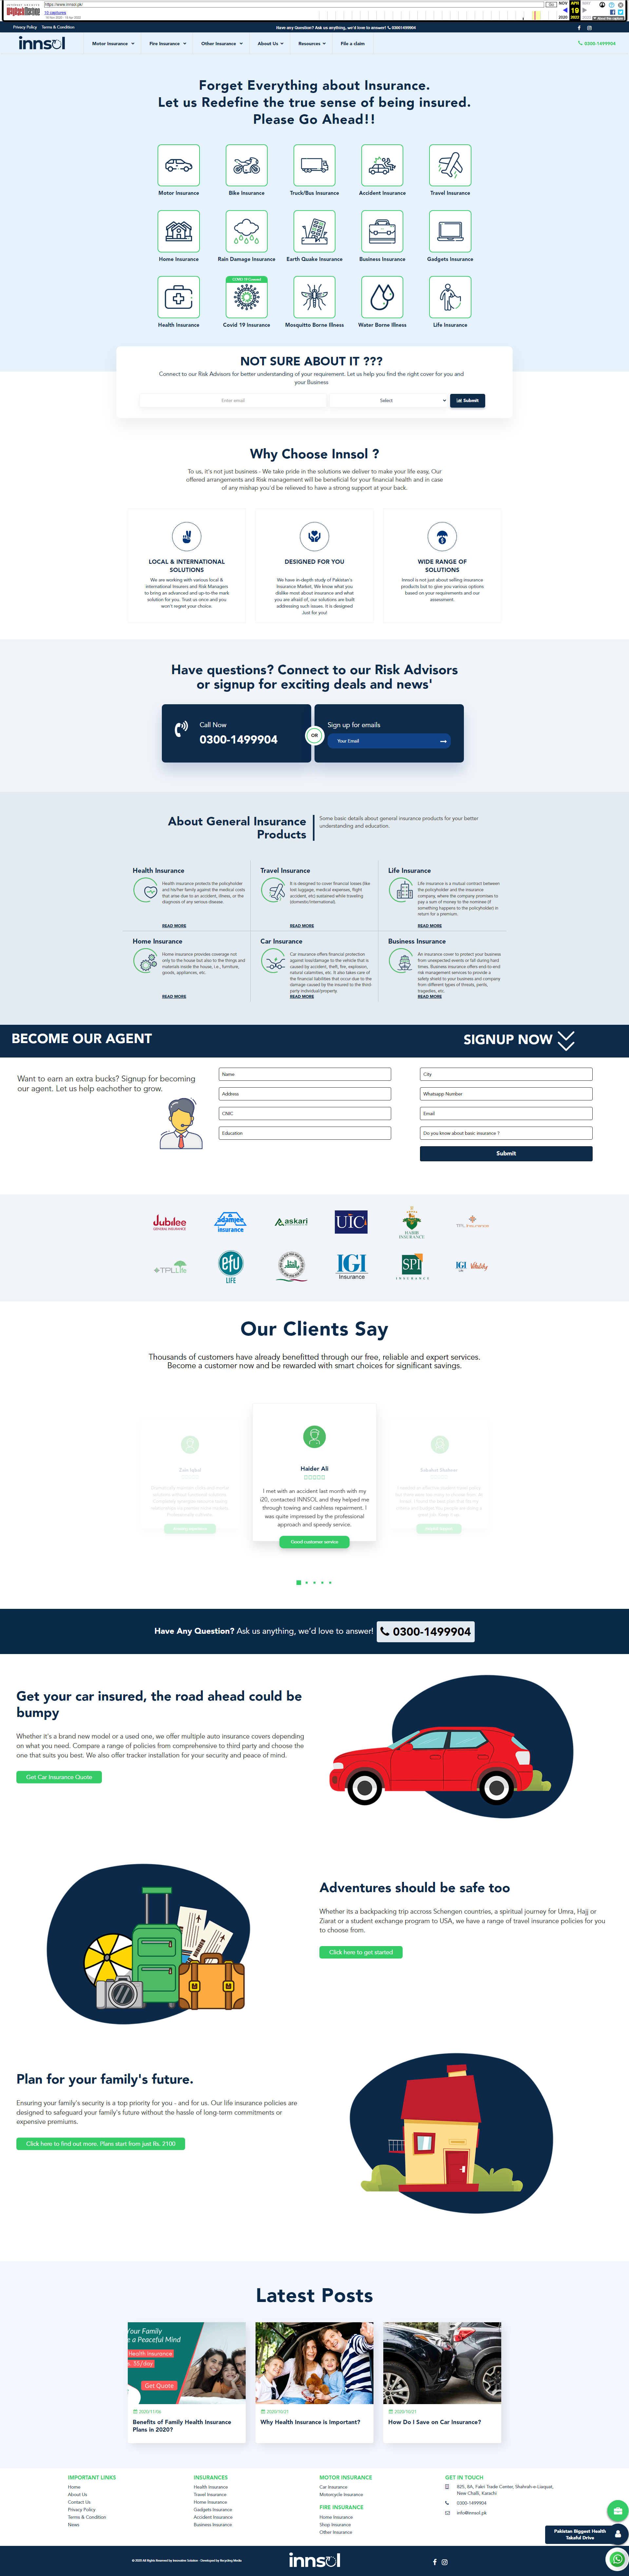 https://www.innsol.pk/
Go
NOV
APR
19
2020
2022
19 captures
Privacy Policy
Terms & Condition
Have any Question? Ask us anything, we'd love to answer! 03001499904
innsol
Motor Insurance
Fire Insurance
Other Insurance
About Us
Resources
File a claim
0300-1499904
Forget Everything about Insurance.
Let us Redefine the true sense of being insured.
Please Go Ahead!!
Motor Insurance
Bike Insurance
Truck/Bus Insurance
Accident Insurance
Travel Insurance
Home Insurance
Rain Damage Insurance
Earth Quake Insurance
Business Insurance
Gadgets Insurance
COVID 19 Covered
Health Insurance
Covid 19 Insurance
Mosquitto Borne Illness
Water Borne Illness
Life Insurance
NOT SURE ABOUT IT ???
Connect to our Risk Advisors for better understanding of your requirement. Let us help you find the right cover for you and
your Business
Enter email
Select
Submit
Why Choose Innsol ?
To us, it's not just business - We take pride in the solutions we deliver to make your life easy, Our
offered arrangements and Risk management will be beneficial for your financial health and in case
of any mishap you'd be relieved to have a strong support at your back.
LOCAL & INTERNATIONAL
SOLUTIONS
We are working with various local &
international Insurers and Risk Managers
to bring an advanced and up-to-the mark
solution for you. Trust us once and you
won't regret your choice.
DESIGNED FOR YOU
We have in-depth study of Pakistan's
Insurance Market, We know what you
dislike most about insurance and what
you are afraid of, our solutions are built
addressing such issues. It is designed
Just for you!
WIDE RANGE OF
SOLUTIONS
Innsol is not just about selling insurance
products but to give you various options
based on your requirements and our
assessment.
Have questions? Connect to our Risk Advisors
or signup for exciting deals and news'
Call Now
0300-1499904
OR
Sign up for emails
Your Email
About General Insurance
Products
Some basic details about general insurance products for your better
understanding and education.
Health Insurance
Health insurance protects the policyholder
and his/her family against the medical costs
that arise due to an accident, illness, or the
diagnosis of any serious disease.
READ MORE
Travel Insurance
It is designed to cover financial losses (like
lost luggage, medical expenses, flight
accident, etc) sustained while traveling
(domestic/international).
READ MORE
Life Insurance
Life insurance is a mutual contract between
the policyholder and the insurance
company, where the company promises to
pay a sum of money to the nominee if
something happens to the policyholder in
return for a premium.
READ MORE
Home Insurance
Home insurance provides coverage not
only to the house but also to the things and
materials inside the house, i.e., furniture,
goods, appliances, etc
READ MORE
Car Insurance
Car insurance offers financial protection
against loss/damage to the vehicle that is
caused by accident, theft, fire, explosion,
natural calamities, etc. It also takes care of
the financial liabilities that occur due to the
damage caused by the insured to the third-
party individual/property.
READ MORE
Business Insurance
An insurance cover to protect your business
from unexpected events or fall during hard
times. Business insurance offers end-to-end
risk management services to provide a
safety shield to your business and company
from different types of threats, perils,
tragedies, etc.
READ MORE
BECOME OUR AGENT
SIGNUP NOW
Want to earn an extra bucks? Signup for becoming
our agent. Let us help eachother to grow.
Name
City
Address
Whatsapp Number
CNIC
Email
Education
Do you know about basic insurance ?
Submit
Jubilee
GENERAL INSURANCE
adamjee
insurance
askari
UIC
HABIB
INSURANCE
TPL Insurance
TPL Life
efu
LIFE
IGI
Insurance
SPI
INSURANCE
IGI Life Vitality
Our Clients Say
Thousands of customers have already benefitted through our free, reliable and expert services.
Become a customer now and be rewarded with smart choices for significant savings.
Haider Ali
I met with an accident last month with my
i20, contacted INNSOL and they helped me
through towing and cashless repairment. I
was quite impressed by the professional
approach and speedy service.
Good customer service
Have Any Question? Ask us anything, we'd love to answer! 0300-1499904
Get your car insured, the road ahead could be
bumpy
Whether it's a brand new model or a used one, we offer multiple auto insurance covers depending
on what you need. Compare a range of policies from comprehensive to third party and choose the
one that suits you best. We also offer tracker installation for your security and peace of mind.
Get Car Insurance Quote
Adventures should be safe too
Whether its a backpacking trip accross Schengen countries, a spiritual journey for Umra, Hajj or
Ziarat or a student exchange program to USA, we have a range of travel insurance policies for you
to choose from.
Click here to get started
Plan for your family's future.
Ensuring your family's security is a top priority for you - and for us. Our life insurance policies are
designed to safeguard your family's future without the hassle of long-term commitments or
expensive premiums.
Click here to find out more. Plans start from just Rs. 2100
Latest Posts
Your Family
e Peaceful Mind
Health insurance
s. 55/day
Get Quote
2020/11/06
Benefits of Family Health Insurance
Plans in 2020?
2020/10/21
Why Health Insurance is Important?
2020/10/21
How Do I Save on Car Insurance?
IMPORTANT LINKS
Home
About Us
Contact Us
Privacy Policy
Terms & Condition
News
INSURANCES
Health Insurance
Travel Insurance
Home Insurance
Gadgets Insurance
Accident Insurance
Business Insurance
MOTOR INSURANCE
Car Insurance
Motorcycle Insurance
FIRE INSURANCE
Home Insurance
Shop Insurance
Other Insurance
GET IN TOUCH
825, 8A, Fakri Trade Center, Shahrah-e Liaquat,
New Challi, Karachi
0300-1499904
info@innsol.pk
Pakistan Biggest Health
Takaful Drive
© 2020 All Rights Reserved by Innovative Solution - Developed by Recycling Media
innsol